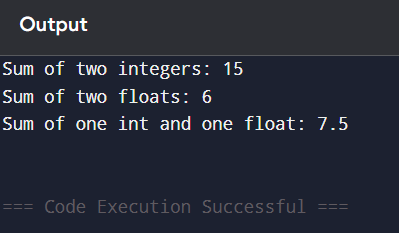 Output
Sum of two integers: 15
Sum of two floats: 6
Sum of one int and one float: 7.5
=== Code Execution Successful ===